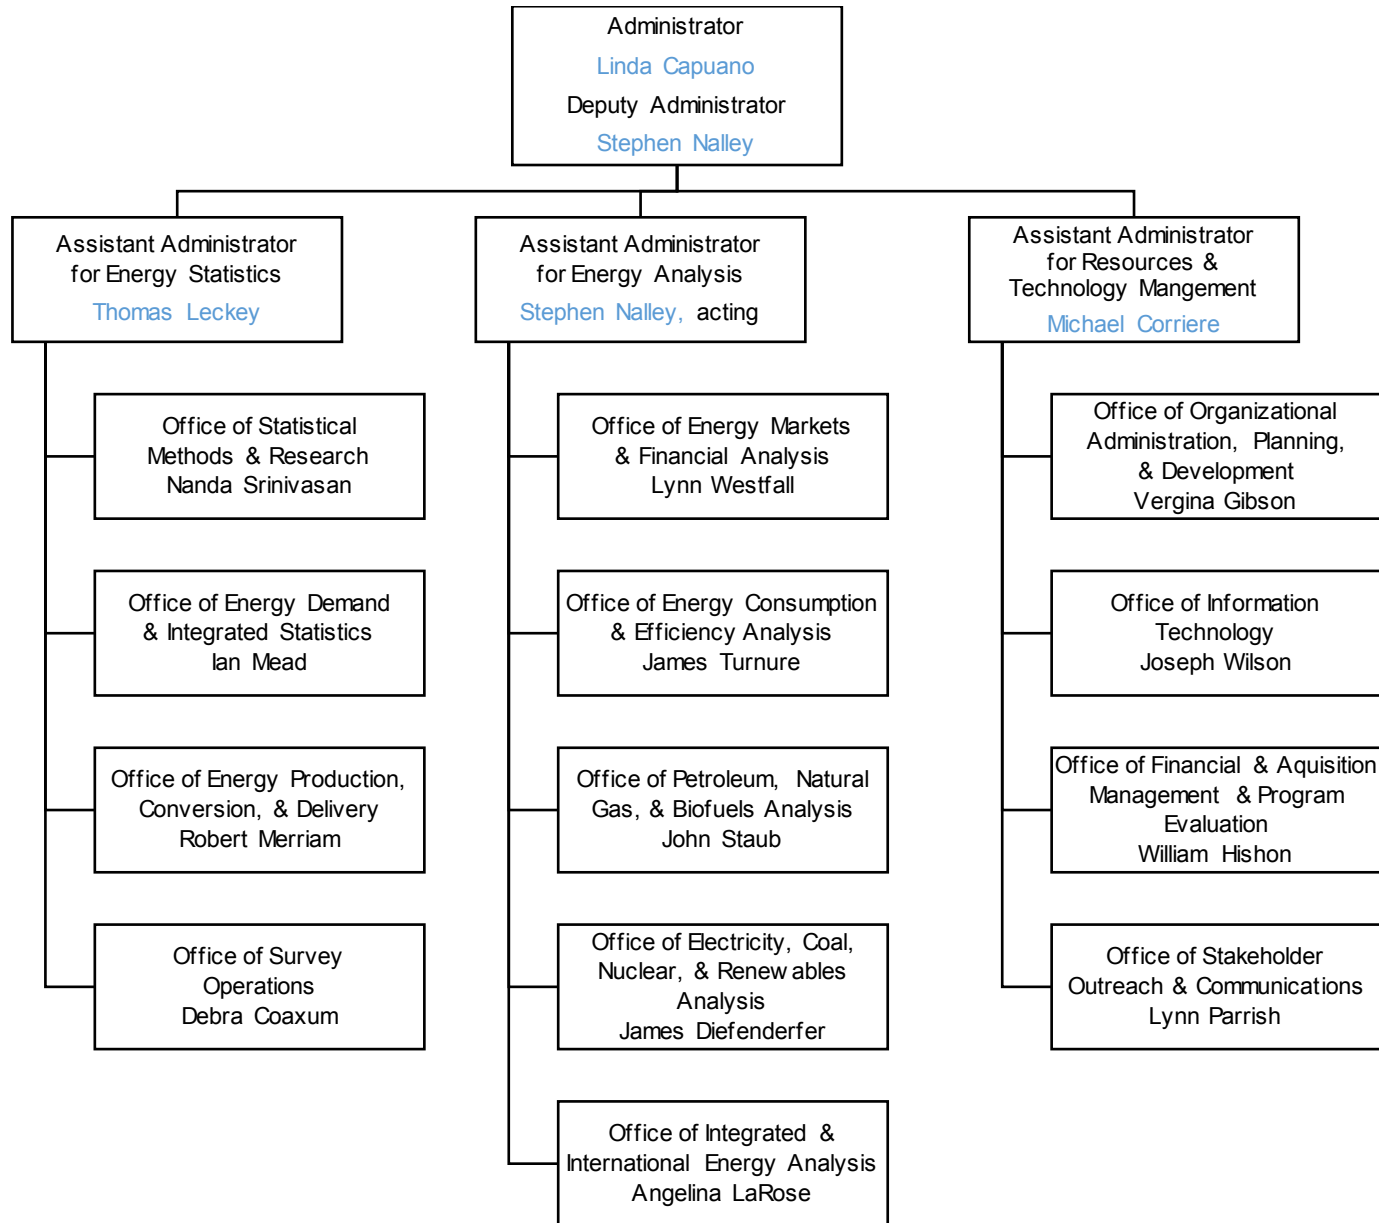 Administrator
Linda Capuano
Deputy Administrator
Stephen Nalley
Assistant Administrator
for Energy Statistics
Thomas Leckey
Assistant Administrator
for Energy Analysis
Stephen Nalley, acting
Assistant Administrator
for Resources &
Technology Mangement
Michael Corriere
Office of Statistical
Methods & Research
Nanda Srinivasan
Office of Energy Demand
& Integrated Statistics
Ian Mead
Office of Energy Production,
Conversion, & Delivery
Robert Merriam
Office of Survey
Operations
Debra Coaxum
Office of Energy Markets
& Financial Analysis
Lynn Westfall
Office of Energy Consumption
& Efficiency Analysis
James Turnure
Office of Petroleum, Natural
Gas, & Biofuels Analysis
John Staub
Office of Electricity, Coal,
Nuclear, & Renewables
Analysis
James Diefenderfer
Office of Integrated &
International Energy Analysis
Angelina LaRose
Office of Organizational
Administration, Planning,
& Development
Vergina Gibson
Office of Information
Technology
Joseph Wilson
Office of Financial & Aquisition
Management & Program
Evaluation
William Hishon
Office of Stakeholder
Outreach & Communications
Lynn Parrish